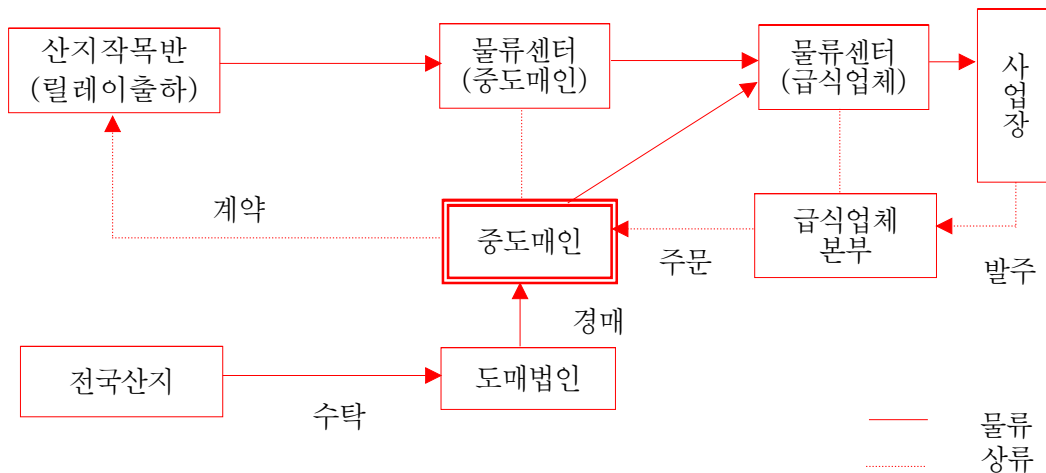 산지작목반
(릴레이출하)
물류센터
(중도매인)
물류센터
(급식업체)
사
업
장
계약
중도매인
주문
급식업체
본부
발주
경매
전국산지
수탁
도매법인
물류
상류